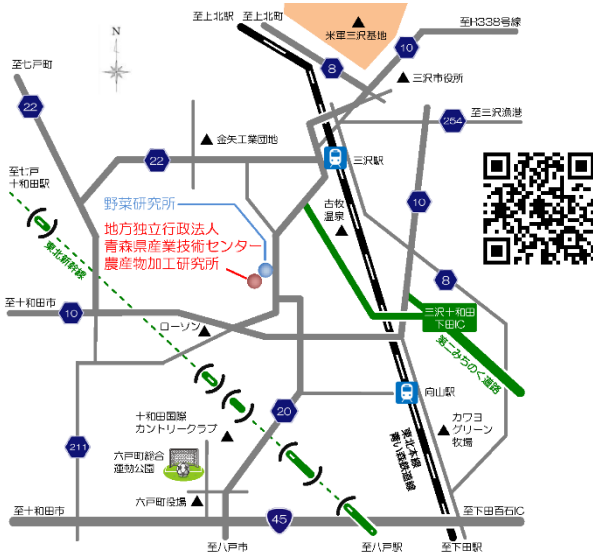 至上北駅
至上北町
至H338号線
米軍三沢基地
10
N
8
三沢市役所
至七戸町
22
254
至三沢漁港
金矢工業団地
22
三沢駅
至七戸
十和田駅
野菜研究所
古牧
温泉
10
地方独立行政法人
青森県産業技術センター
農産物加工研究所
東北新幹線
8
至十和田市
10
ローソン
三沢十和田
下田IC
第二みちのく道路
向山駅
20
十和田国際
カントリークラブ
カワヨ
グリーン
牧場
東北本線
青い森鉄道線
211
六戸町総合
運動公園
六戸町役場
至十和田市
45
至下田百石IC
至八戸市
至八戸駅
至下田駅